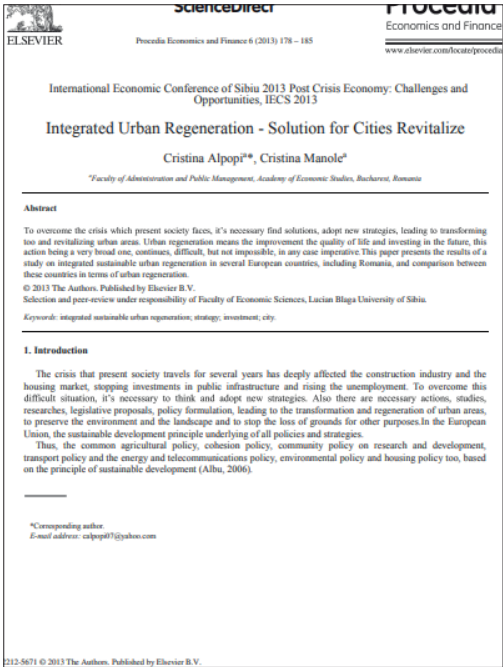 ScienceDirect
Procedia
Economics and Finance
ELSEVIER
Procedia Economics and Finance 6 (2013) 178 – 185
www.elsevier.com/locate/procedia
International Economic Conference of Sibiu 2013 Post Crisis Economy: Challenges and
Opportunities, IECS 2013
Integrated Urban Regeneration - Solution for Cities Revitalize
Cristina Alpopiª*, Cristina Manoleª
ªFaculty of Administration and Public Management, Academy of Economic Studies, Bucharest, Romania
Abstract
To overcome the crisis which present society faces, it's necessary find solutions, adopt new strategies, leading to transforming
too and revitalizing urban areas. Urban regeneration means the improvement the quality of life and investing in the future, this
action being a very broad one, continues, difficult, but not impossible, in any case imperative.This paper presents the results of a
study on integrated sustainable urban regeneration in several European countries, including Romania, and comparison between
these countries in terms of urban regeneration.
© 2013 The Authors. Published by Elsevier B.V.
Selection and peer-review under responsibility of Faculty of Economic Sciences, Lucian Blaga University of Sibiu.
Keywords: integrated sustainable urban regeneration; strategy; investment; city.
1. Introduction
The crisis that present society travels for several years has deeply affected the construction industry and the
housing market, stopping investments in public infrastructure and rising the unemployment. To overcome this
difficult situation, it's necessary to think and adopt new strategies. Also there are necessary actions, studies,
researches, legislative proposals, policy formulation, leading to the transformation and regeneration of urban areas,
to preserve the environment and the landscape and to stop the loss of grounds for other purposes.In the European
Union, the sustainable development principle underlying of all policies and strategies.
Thus, the common agricultural policy, cohesion policy, community policy on research and development,
transport policy and the energy and telecommunications policy, environmental policy and housing policy too, based
on the principle of sustainable development (Albu, 2006).
*Corresponding author.
E-mail address: calpopi07@yahoo.com
2212-5671 © 2013 The Authors. Published by Elsevier B.V.